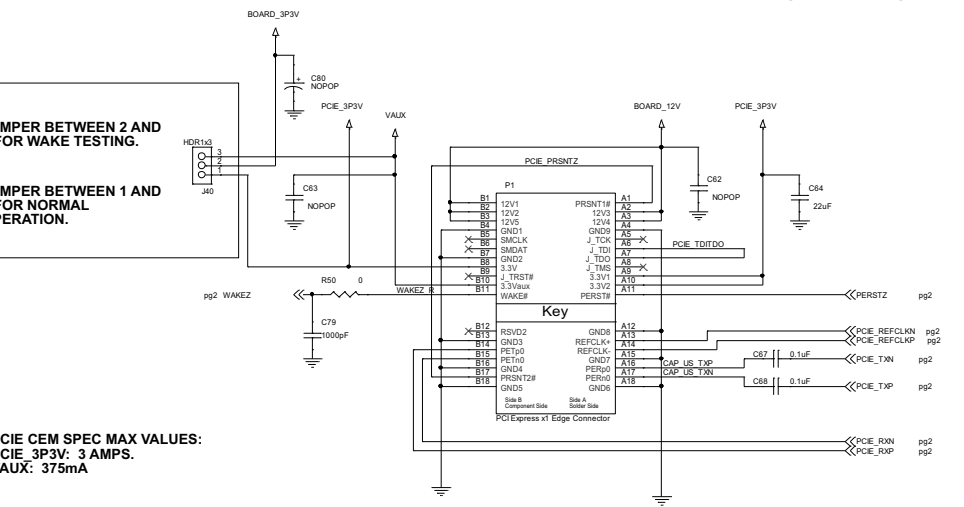 BOARD_3P3V
C80
NOPOP
PCIE_3P3V
VAUX
BOARD_12V
PCIE_3P3V
MPER BETWEEN 2 AND
FOR WAKE TESTING.
HDR1x3
3
2
1
J40
MPER BETWEEN 1 AND
FOR NORMAL
PERATION.
C63
NOPOP
PCIE_PRSNTZ
C62
NOPOP
C64
22uF
P1
B1 12V1 PRSNT1# A1
B2 12V2 12V3 A2
B3 12V5 12V4 A3
B4 GND1 GND9 A4
B5 SMCLK J_TCK A5
B6 SMDAT J_TDI A6 PCIE_TDITDO
B7 GND2 J_TDO A7
B8 3.3V J_TMS A8
B9 J_TRST# 3.3V1 A9
B10 3.3Vaux 3.3V2 A10
B11 WAKE# PERST# A11
R50 0
pg2 WAKEZ
WAKEZ_R
PERSTZ pg2
C79
1000pF
Key
B12 RSVD2 GND8 A12
B13 GND3 REFCLK+ A13
B14 PETp0 REFCLK- A14
B15 PETn0 GND7 A15
B16 GND4 PERp0 A16
B17 PRSNT2# PERn0 A17
B18 GND5 GND6 A18
PCIE_REFCLKN pg2
PCIE_REFCLKP pg2
CAP_US_TXP C67 0.1uF PCIE_TXN pg2
CAP_US_TXN C68 0.1uF PCIE_TXP pg2
Side B
Component Side
Side A
Solder Side
PCI Express x1 Edge Connector
PCIE_RXN pg2
PCIE_RXP pg2
CIE CEM SPEC MAX VALUES:
CIE_3P3V: 3 AMPS.
AUX: 375mA